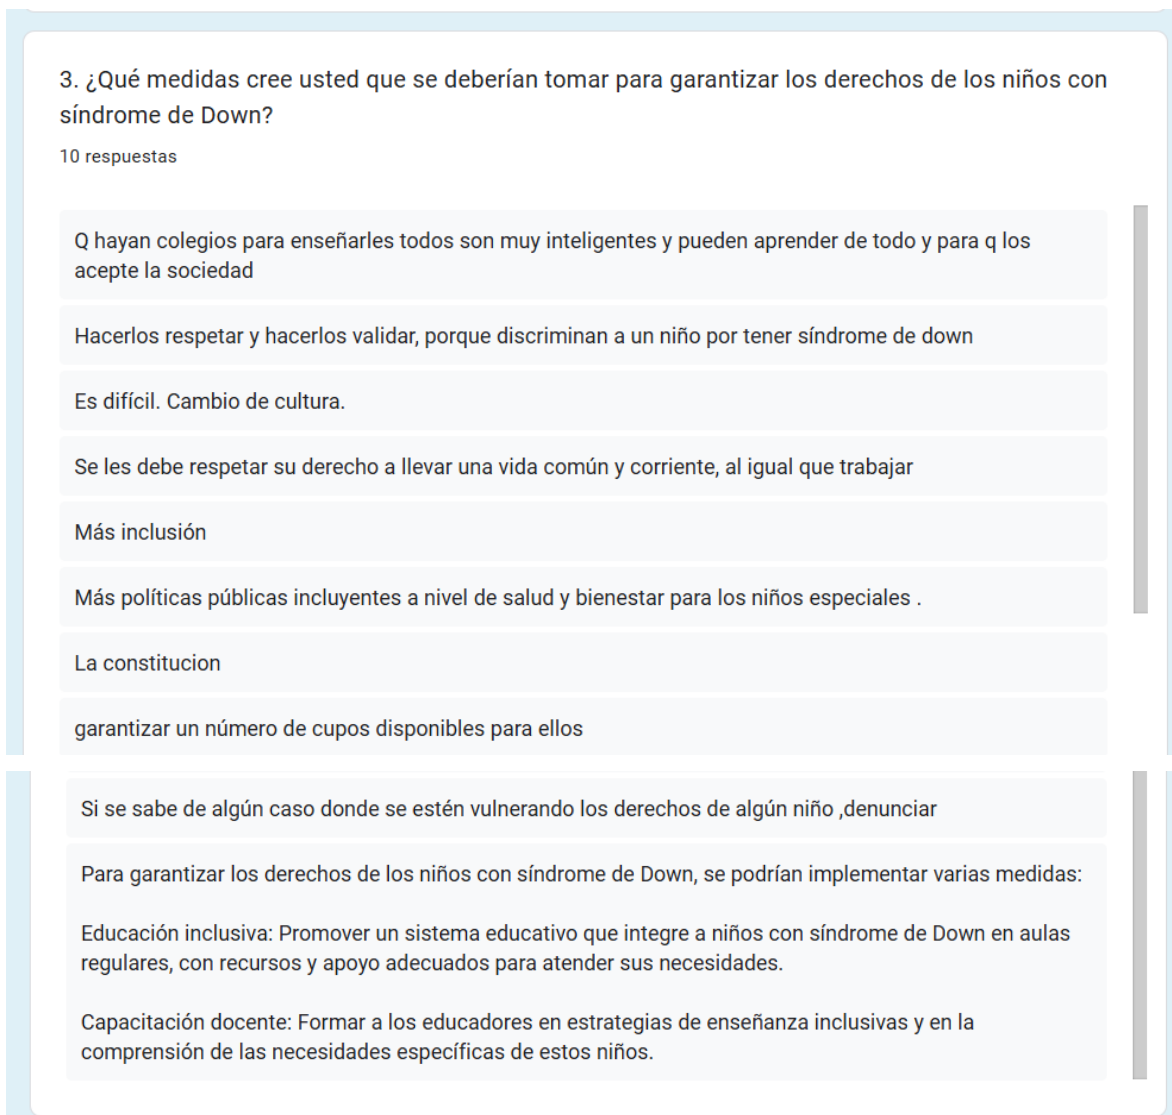 3. ¿Qué medidas cree usted que se deberían tomar para garantizar los derechos de los niños con
síndrome de Down?
10 respuestas
Q hayan colegios para enseñarles todos son muy inteligentes y pueden aprender de todo y para q los
acepte la sociedad
Hacerlos respetar y hacerlos validar, porque discriminan a un niño por tener síndrome de down
Es difícil. Cambio de cultura.
Se les debe respetar su derecho a llevar una vida común y corriente, al igual que trabajar
Más inclusión
Más políticas públicas incluyentes a nivel de salud y bienestar para los niños especiales .
La constitucion
garantizar un número de cupos disponibles para ellos
Si se sabe de algún caso donde se estén vulnerando los derechos de algún niño ,denunciar
Para garantizar los derechos de los niños con síndrome de Down, se podrían implementar varias medidas:
Educación inclusiva: Promover un sistema educativo que integre a niños con síndrome de Down en aulas
regulares, con recursos y apoyo adecuados para atender sus necesidades.
Capacitación docente: Formar a los educadores en estrategias de enseñanza inclusivas y en la
comprensión de las necesidades específicas de estos niños.